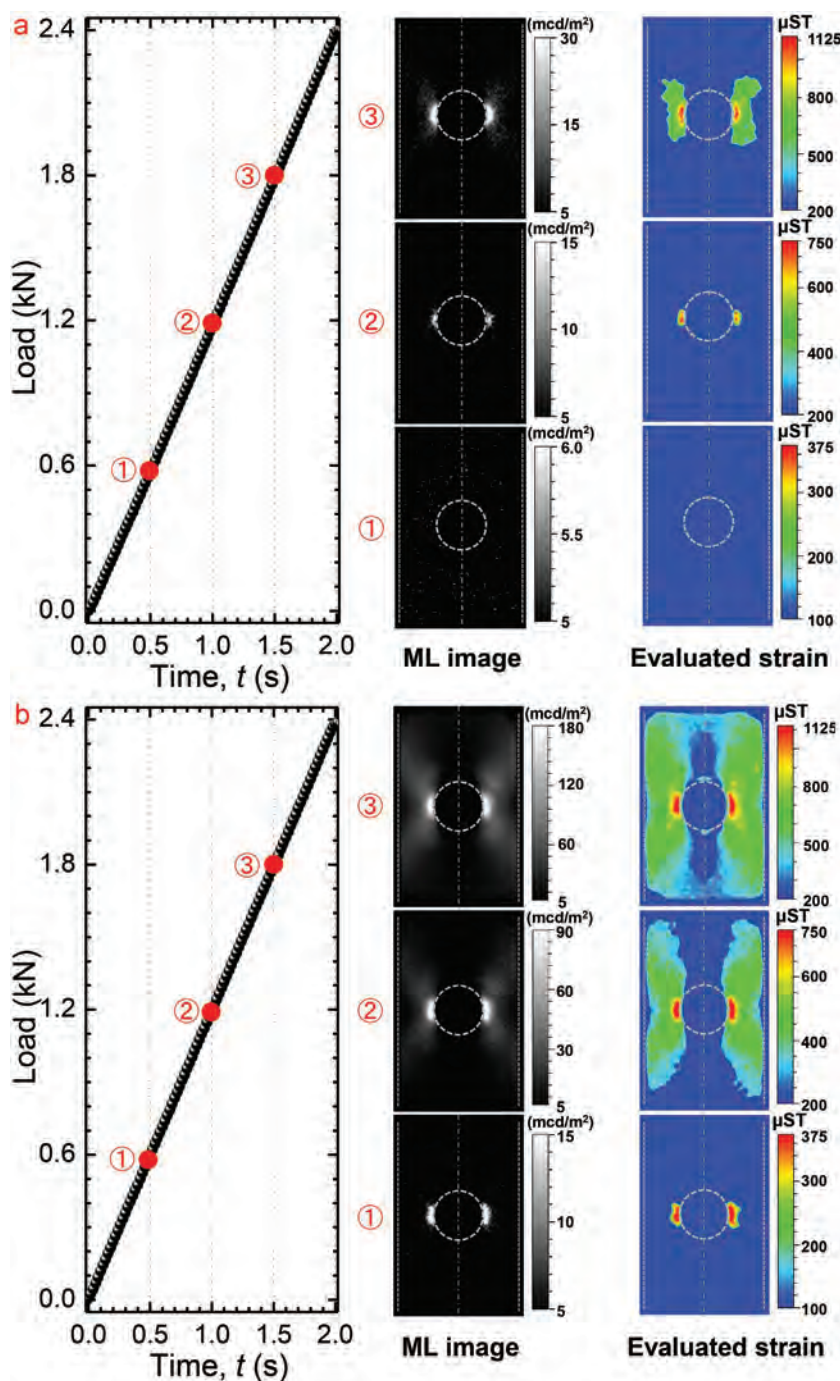 a
2.4
1.8
1.2
0.6
0.0
Load (kN)
①
②
③
0.0 0.5 1.0 1.5 2.0
Time, t (s)
③
(mcd/m²)
30
15
5
②
(mcd/m²)
15
10
5
①
(mcd/m²)
6.0
5.5
5
ML image
µST
1125
800
500
200
µST
750
600
400
200
µST
375
300
200
100
Evaluated strain
b
2.4
1.8
1.2
0.6
0.0
Load (kN)
①
②
③
0.0 0.5 1.0 1.5 2.0
Time, t (s)
③
(mcd/m²)
180
120
60
5
②
(mcd/m²)
90
60
30
5
①
(mcd/m²)
15
10
5
ML image
µST
1125
800
500
200
µST
750
600
400
200
µST
375
300
200
100
Evaluated strain